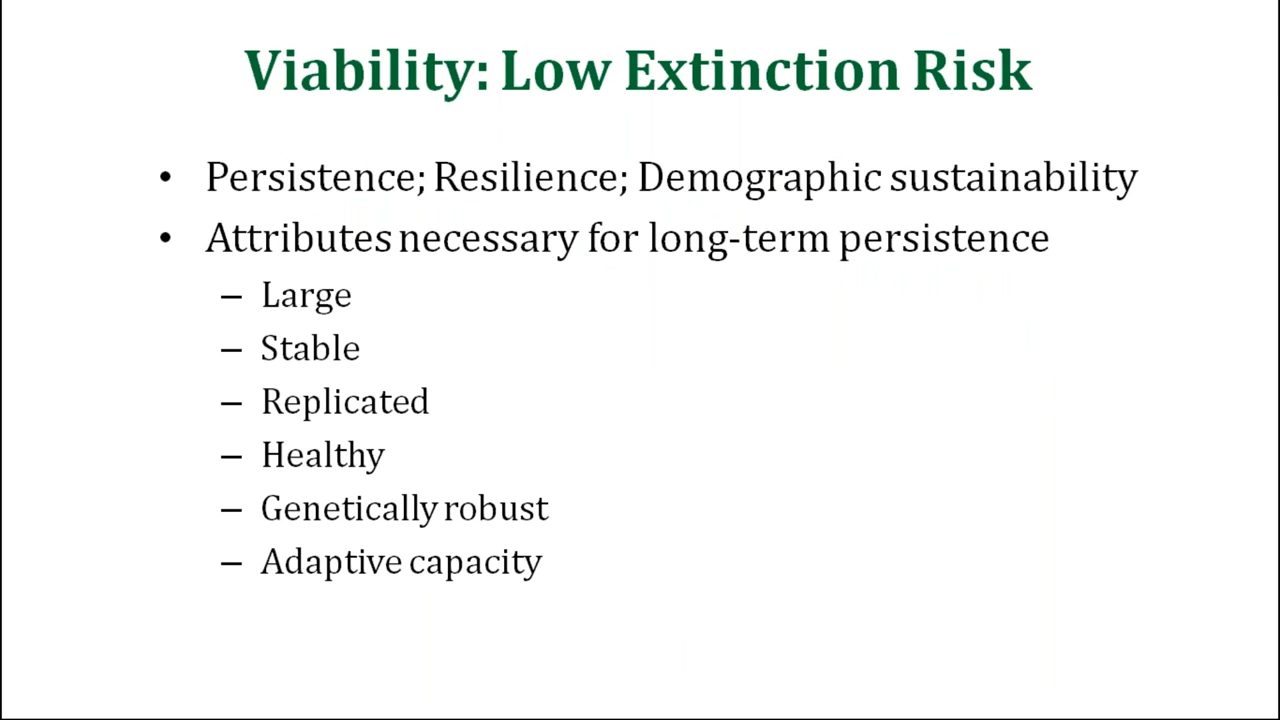 Viability: Low Extinction Risk
• Persistence; Resilience; Demographic sustainability
• Attributes necessary for long-term persistence
– Large
– Stable
– Replicated
– Healthy
– Genetically robust
– Adaptive capacity